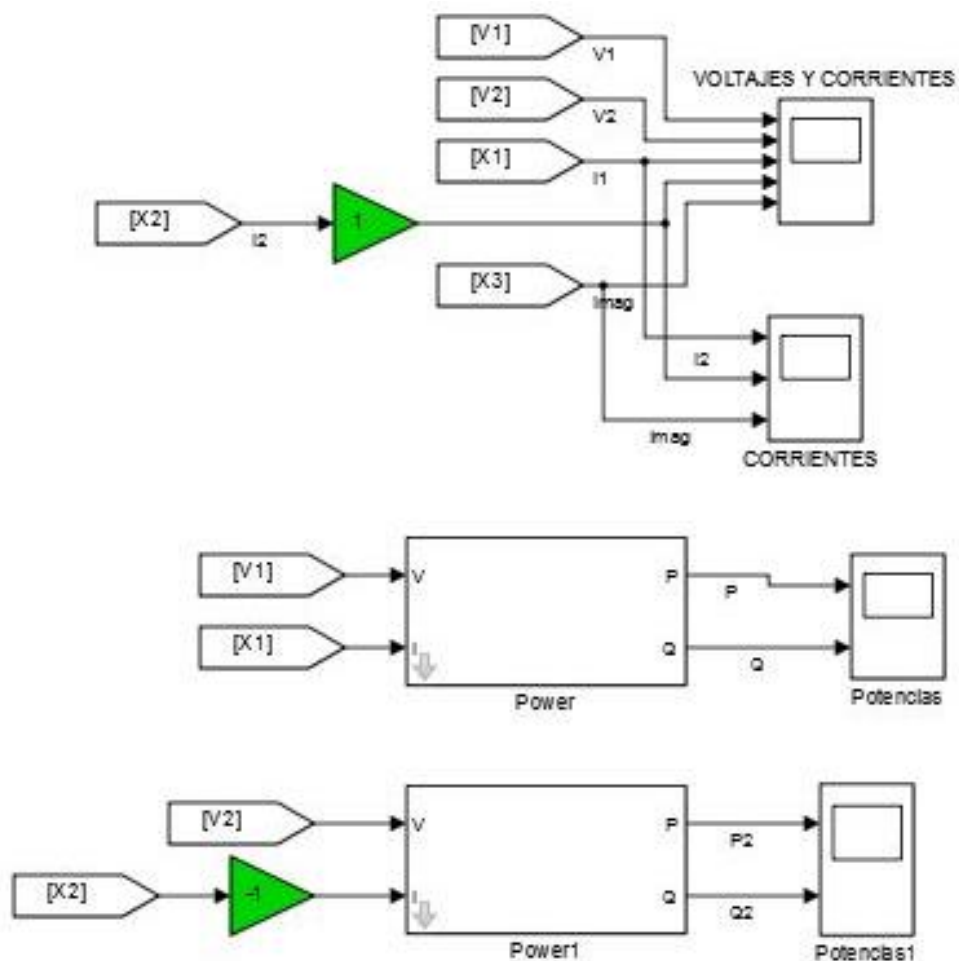 [V1]
V1
VOLTAJES Y CORRIENTES
[V2]
V2
[X1]
I1
[X2]
I2
1
[X3]
Imag
I2
Imag
CORRIENTES
[V1]
V
P
P
[X1]
I
Q
Q
Power
Potencias
[V2]
V
P
P2
[X2]
-1
I
Q
Q2
Power1
Potencias1